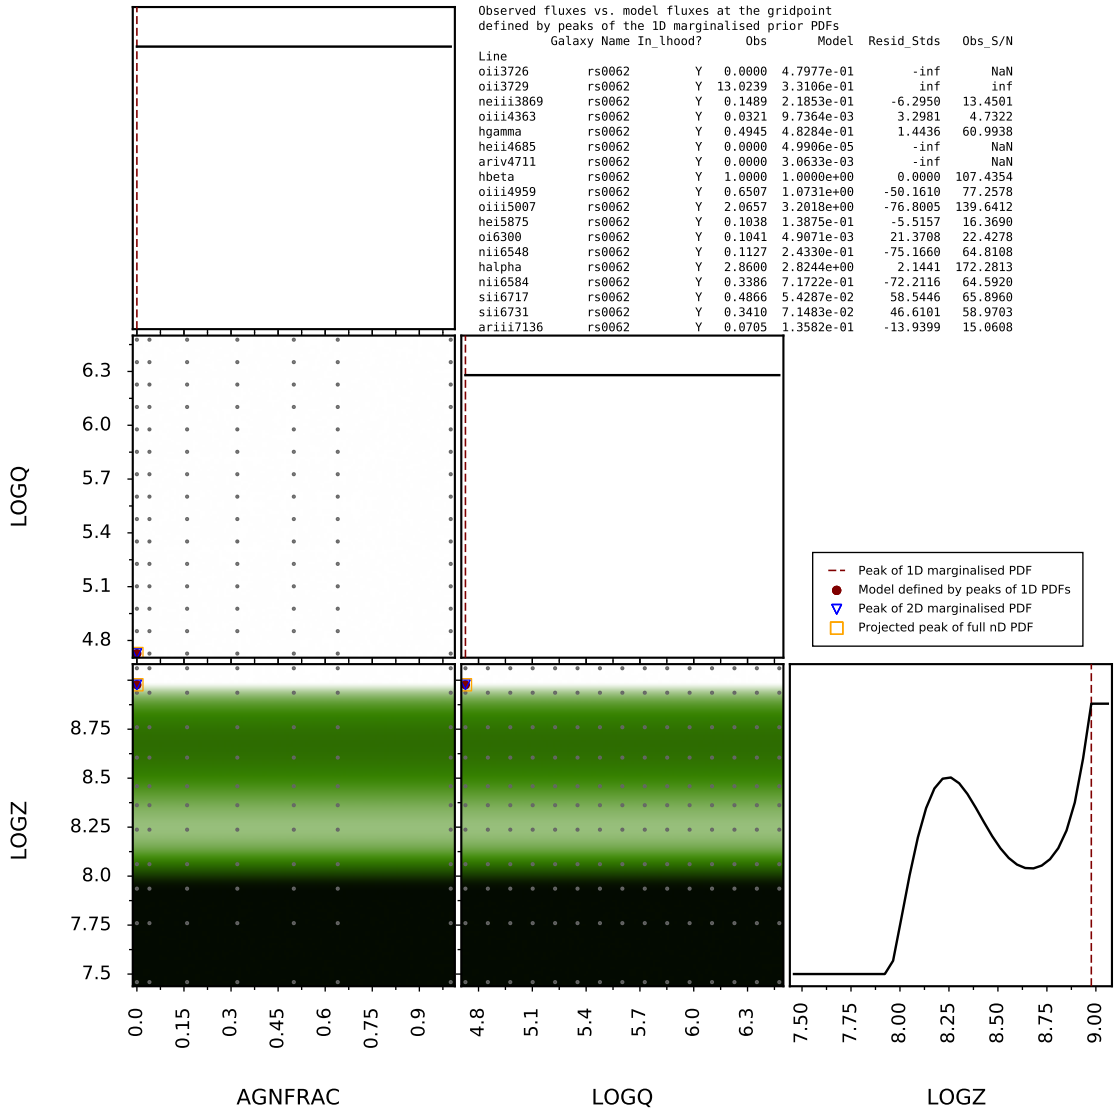 Observed fluxes vs. model fluxes at the gridpoint
defined by peaks of the 1D marginalised prior PDFs
Galaxy Name In_lhood? Obs Model Resid_Stds Obs_S/N
Line
oii3726 rs0062 Y 0.0000 4.7977e-01 -inf NaN
oii3729 rs0062 Y 13.0239 3.3106e-01 inf inf
neiii3869 rs0062 Y 0.1489 2.1853e-01 -6.2950 13.4501
oiii4363 rs0062 Y 0.0321 9.7364e-03 3.2981 4.7322
hgamma rs0062 Y 0.4945 4.8284e-01 1.4436 60.9938
heii4685 rs0062 Y 0.0000 4.9906e-05 -inf NaN
ariv4711 rs0062 Y 0.0000 3.0633e-03 -inf NaN
hbeta rs0062 Y 1.0000 1.0000e+00 0.0000 107.4354
oiii4959 rs0062 Y 0.6507 1.0731e+00 -50.1610 77.2578
oiii5007 rs0062 Y 2.0657 3.2018e+00 -76.8005 139.6412
hei5875 rs0062 Y 0.1038 1.3875e-01 -5.5157 16.3690
oi6300 rs0062 Y 0.1041 4.9071e-03 21.3708 22.4278
nii6548 rs0062 Y 0.1127 2.4330e-01 -75.1660 64.8108
halpha rs0062 Y 2.8600 2.8244e+00 2.1441 172.2813
nii6584 rs0062 Y 0.3386 7.1722e-01 -72.2116 64.5920
sii6717 rs0062 Y 0.4866 5.4287e-02 58.5446 65.8960
sii6731 rs0062 Y 0.3410 7.1483e-02 46.6101 58.9703
ariii7136 rs0062 Y 0.0705 1.3582e-01 -13.9399 15.0608
LOGQ
6.3
6.0
5.7
5.4
5.1
4.8
Peak of 1D marginalised PDF
Model defined by peaks of 1D PDFs
Peak of 2D marginalised PDF
Projected peak of full nD PDF
LOGZ
8.75
8.5
8.25
8.0
7.75
7.5
0.0 0.15 0.3 0.45 0.6 0.75 0.9
4.8 5.1 5.4 5.7 6.0 6.3
7.50 7.75 8.00 8.25 8.50 8.75 9.00
AGNFRAC LOGQ LOGZ